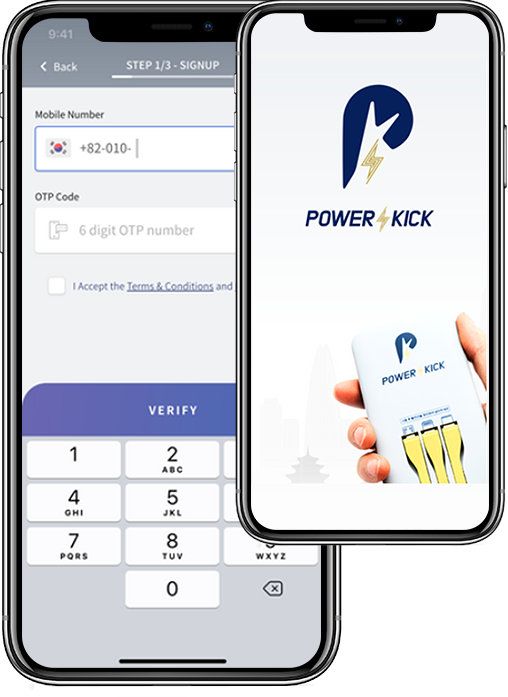 9:41
Back
STEP 1/3 - SIGNUP
Mobile Number
+82-010-
OTP Code
6 digit OTP number
I Accept the Terms & Conditions and
VERIFY
1
2
ABC
4
GHI
5
JKL
7
PQRS
8
TUV
WXYZ
0
POWER KICK
POWER KICK